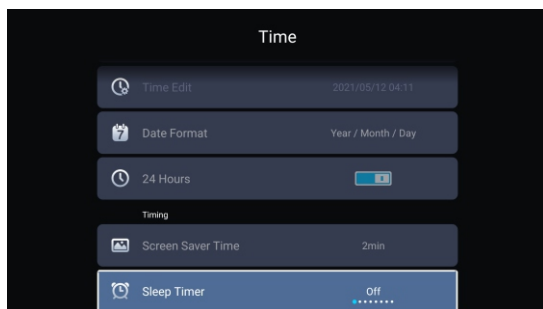 Time
Time Edit 2021/05/12 04:11
7
Date Format Year / Month / Day
24 Hours
Timing
Screen Saver Time 2min
Sleep Timer Off